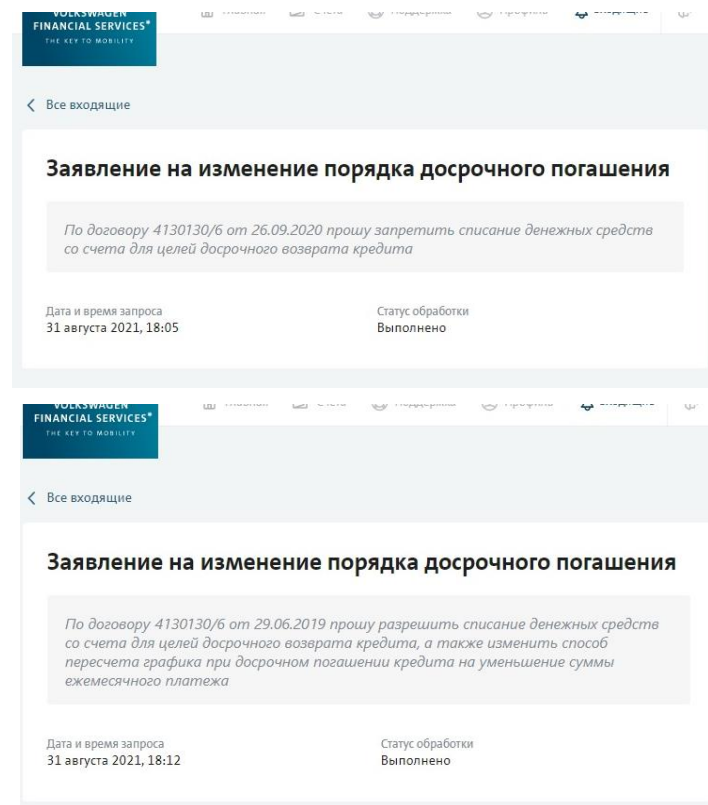 VOLKSWAGEN
FINANCIAL SERVICES*
THE KEY TO MOBILITY
Все входящие
Заявление на изменение порядка досрочного погашения
По договору 4130130/6 от 26.09.2020 прошу запретить списание денежных средств
со счета для целей досрочного возврата кредита
Дата и время запроса
Статус обработки
31 августа 2021, 18:05
Выполнено
VOLKSWAGEN
FINANCIAL SERVICES*
THE KEY TO MOBILITY
Все входящие
Заявление на изменение порядка досрочного погашения
По договору 4130130/6 от 29.06.2019 прошу разрешить списание денежных средств
со счета для целей досрочного возврата кредита, а также изменить способ
пересчета графика при досрочном погашении кредита на уменьшение суммы
ежемесячного платежа
Дата и время запроса
Статус обработки
31 августа 2021, 18:12
Выполнено